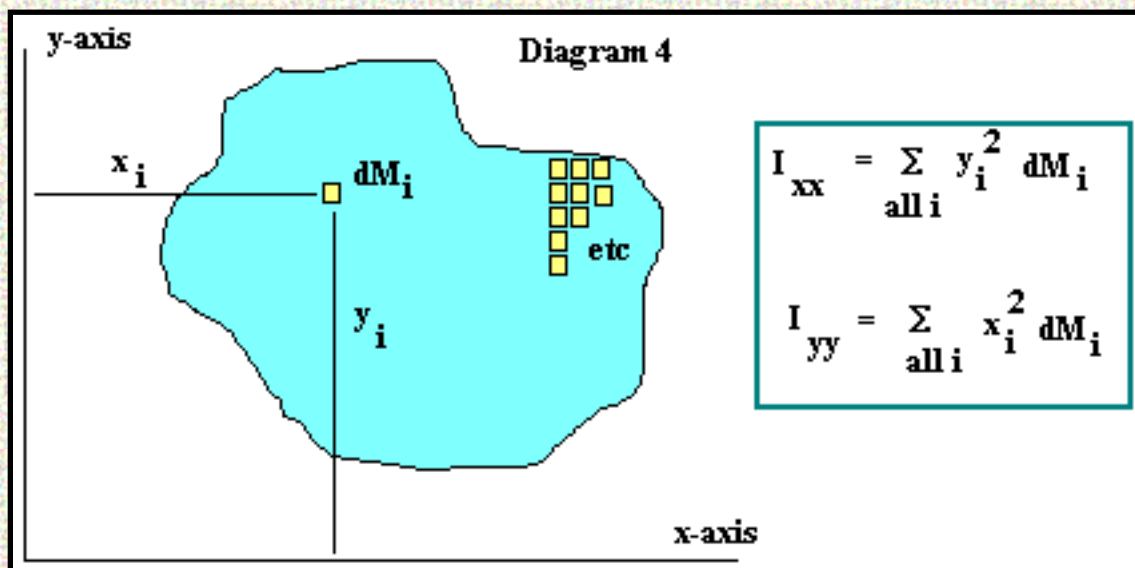 y-axis
Diagram 4
x i
dM i
etc
y i
x-axis
I xx = Σ all i y i 2 dM i
I yy = Σ all i x i 2 dM i